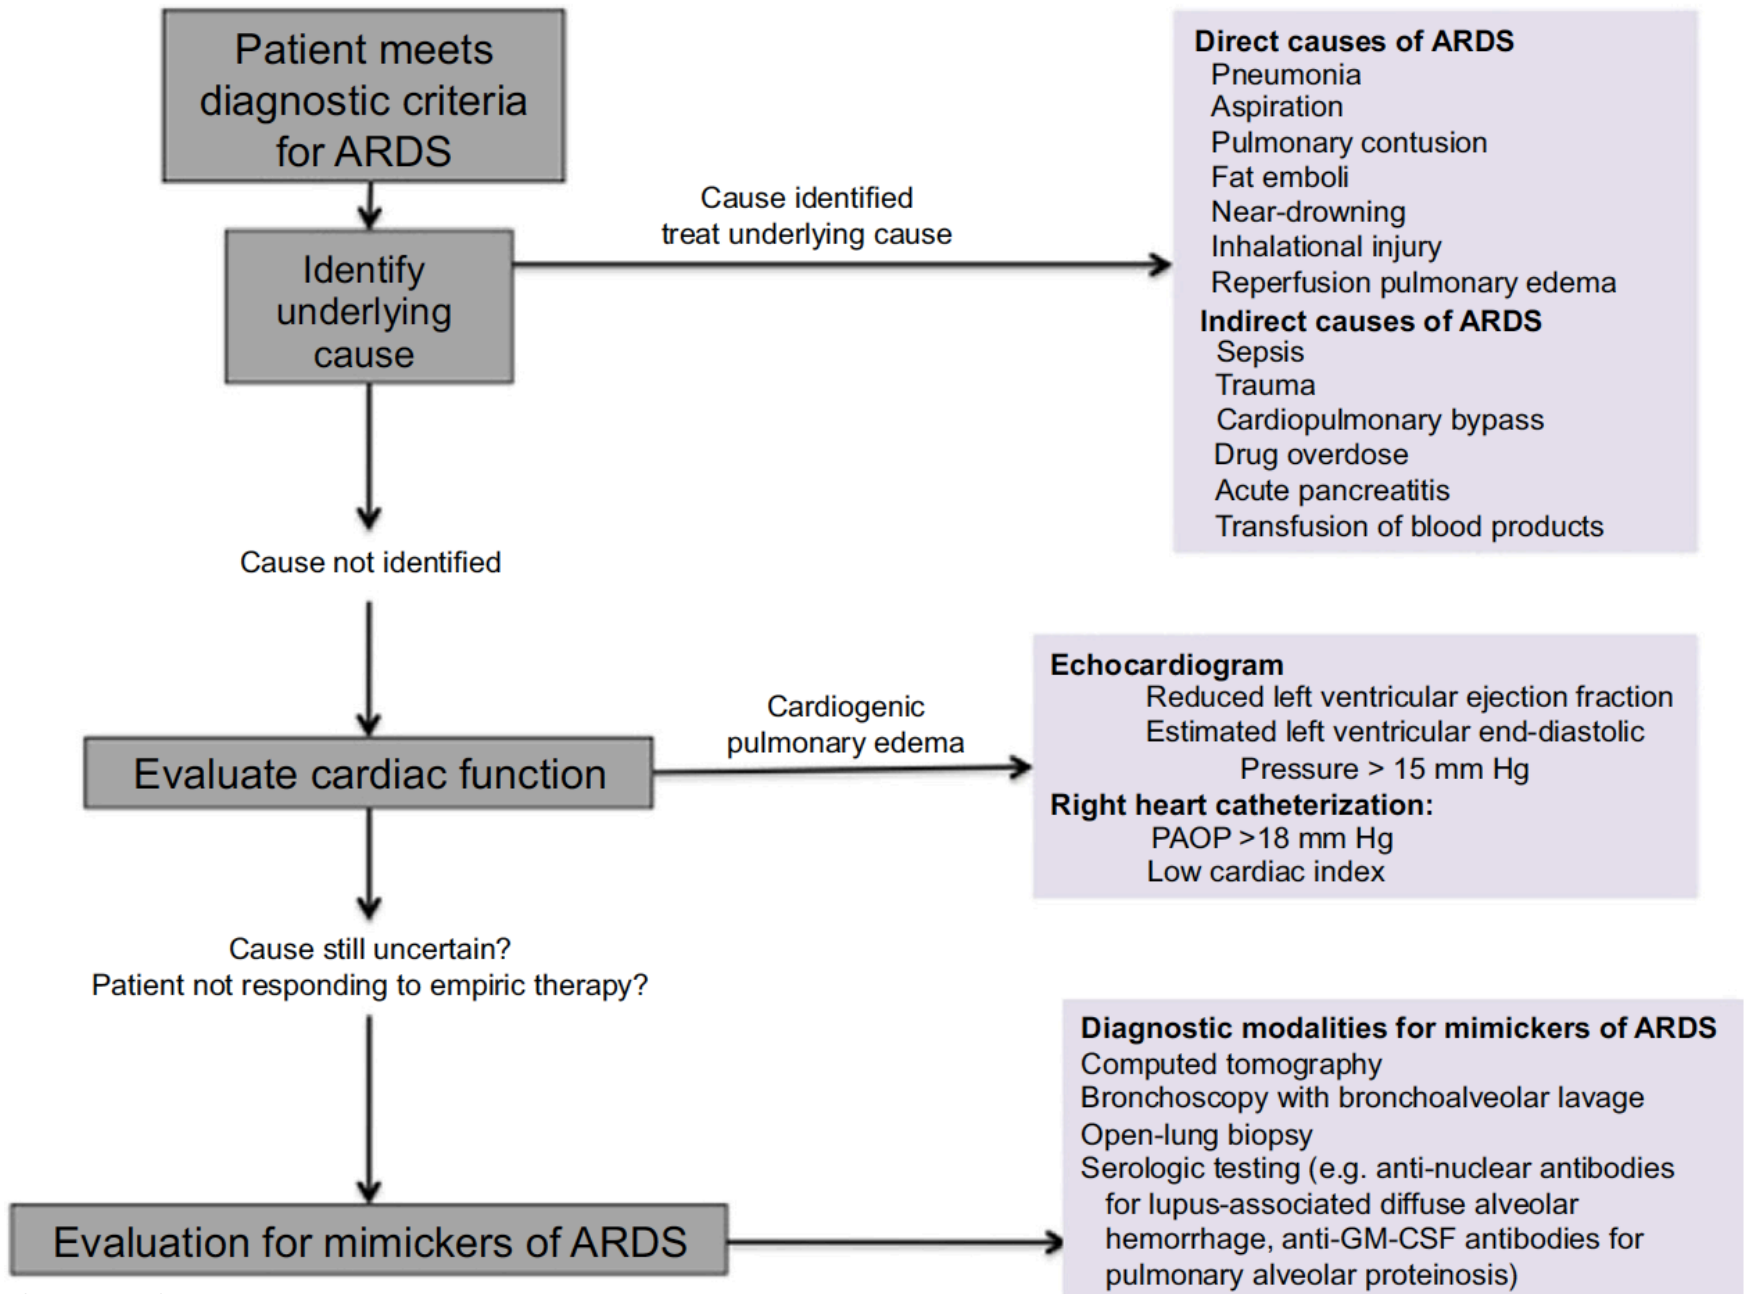 Patient meets
diagnostic criteria
for ARDS
Identify
underlying
cause
Cause identified
treat underlying cause
Direct causes of ARDS
Pneumonia
Aspiration
Pulmonary contusion
Fat emboli
Near-drowning
Inhalational injury
Reperfusion pulmonary edema
Indirect causes of ARDS
Sepsis
Trauma
Cardiopulmonary bypass
Drug overdose
Acute pancreatitis
Transfusion of blood products
Cause not identified
Evaluate cardiac function
Cardiogenic
pulmonary edema
Echocardiogram
Reduced left ventricular ejection fraction
Estimated left ventricular end-diastolic
Pressure > 15 mm Hg
Right heart catheterization:
PAOP >18 mm Hg
Low cardiac index
Cause still uncertain?
Patient not responding to empiric therapy?
Evaluation for mimickers of ARDS
Diagnostic modalities for mimickers of ARDS
Computed tomography
Bronchoscopy with bronchoalveolar lavage
Open-lung biopsy
Serologic testing (e.g. anti-nuclear antibodies
for lupus-associated diffuse alveolar
hemorrhage, anti-GM-CSF antibodies for
pulmonary alveolar proteinosis)